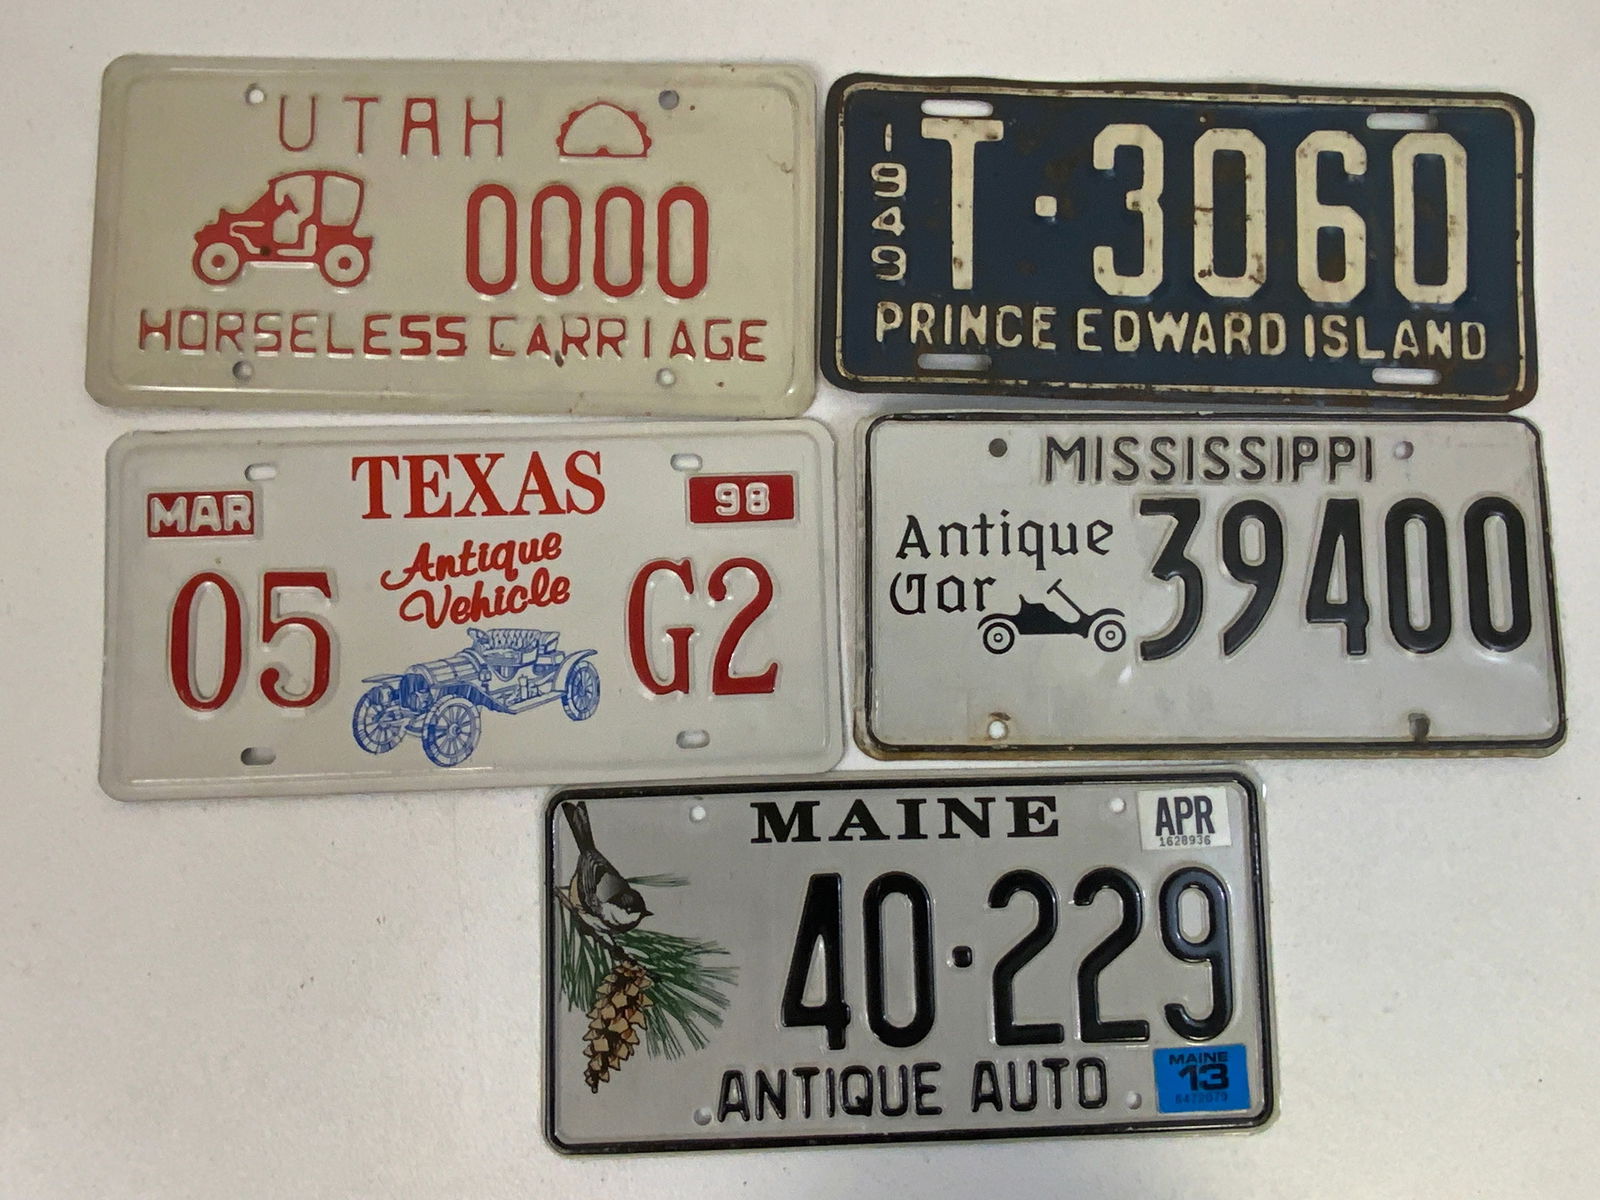 UTAH
0000
HORSELESS CARRIAGE
1949
T·3060
PRINCE EDWARD ISLAND
MAR
TEXAS
98
Antique
Vehicle
05
G2
MISSISSIPPI
Antique
Car
39400
MAINE
APR
1628936
40·229
ANTIQUE AUTO
MAINE
13